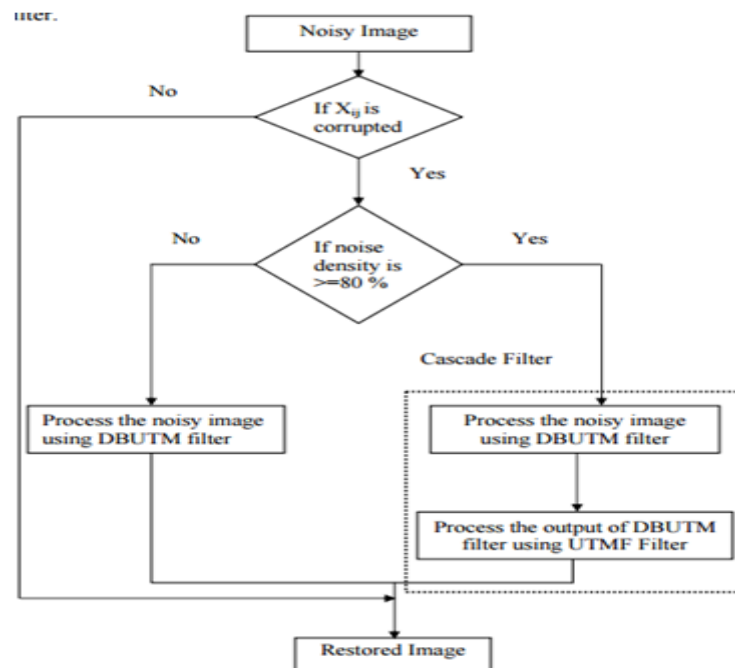 Noisy Image
No
If Xij is
corrupted
Yes
No
If noise
density is
>=80 %
Yes
Cascade Filter
Process the noisy image
using DBUTM filter
Process the noisy image
using DBUTM filter
Process the output of DBUTM
filter using UTMF Filter
Restored Image